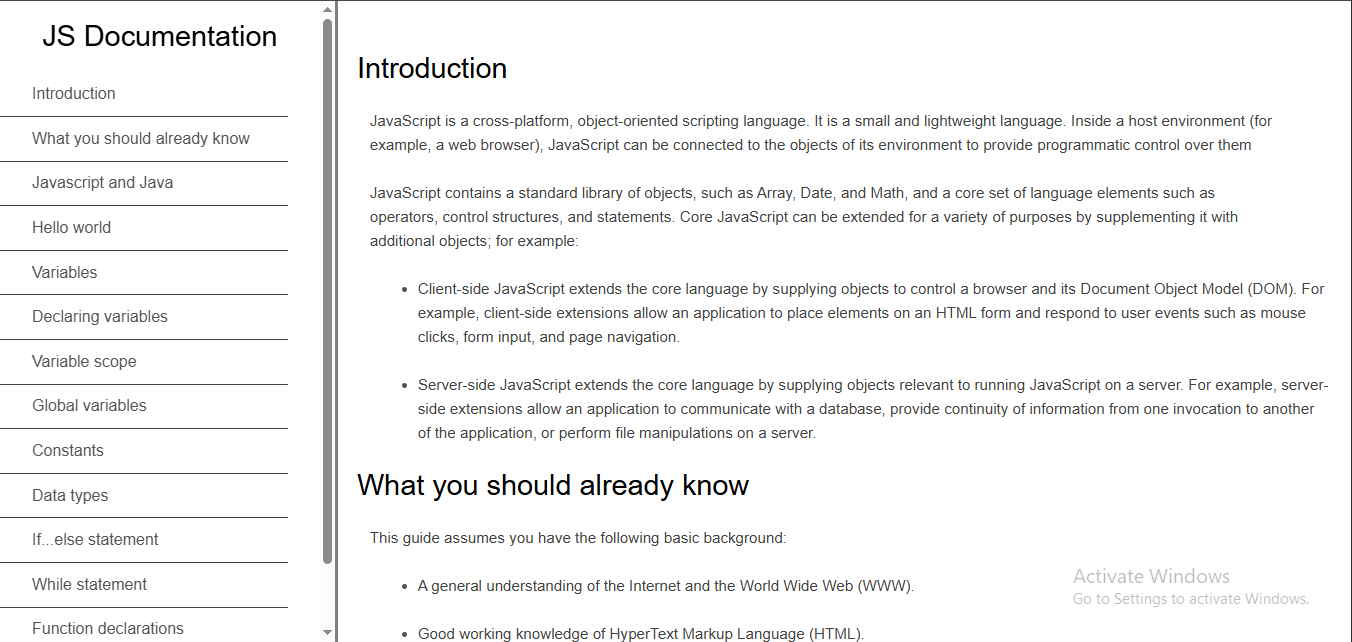 JS Documentation
Introduction
What you should already know
Javascript and Java
Hello world
Variables
Declaring variables
Variable scope
Global variables
Constants
Data types
If...else statement
While statement
Function declarations
Introduction
JavaScript is a cross-platform, object-oriented scripting language. It is a small and lightweight language. Inside a host environment (for
example, a web browser), JavaScript can be connected to the objects of its environment to provide programmatic control over them
JavaScript contains a standard library of objects, such as Array, Date, and Math, and a core set of language elements such as
operators, control structures, and statements. Core JavaScript can be extended for a variety of purposes by supplementing it with
additional objects; for example:
• Client-side JavaScript extends the core language by supplying objects to control a browser and its Document Object Model (DOM). For
example, client-side extensions allow an application to place elements on an HTML form and respond to user events such as mouse
clicks, form input, and page navigation.
• Server-side JavaScript extends the core language by supplying objects relevant to running JavaScript on a server. For example, server-
side extensions allow an application to communicate with a database, provide continuity of information from one invocation to another
of the application, or perform file manipulations on a server.
What you should already know
This guide assumes you have the following basic background:
• A general understanding of the Internet and the World Wide Web (WWW).
• Good working knowledge of HyperText Markup Language (HTML).
Activate Windows
Go to Settings to activate Windows.